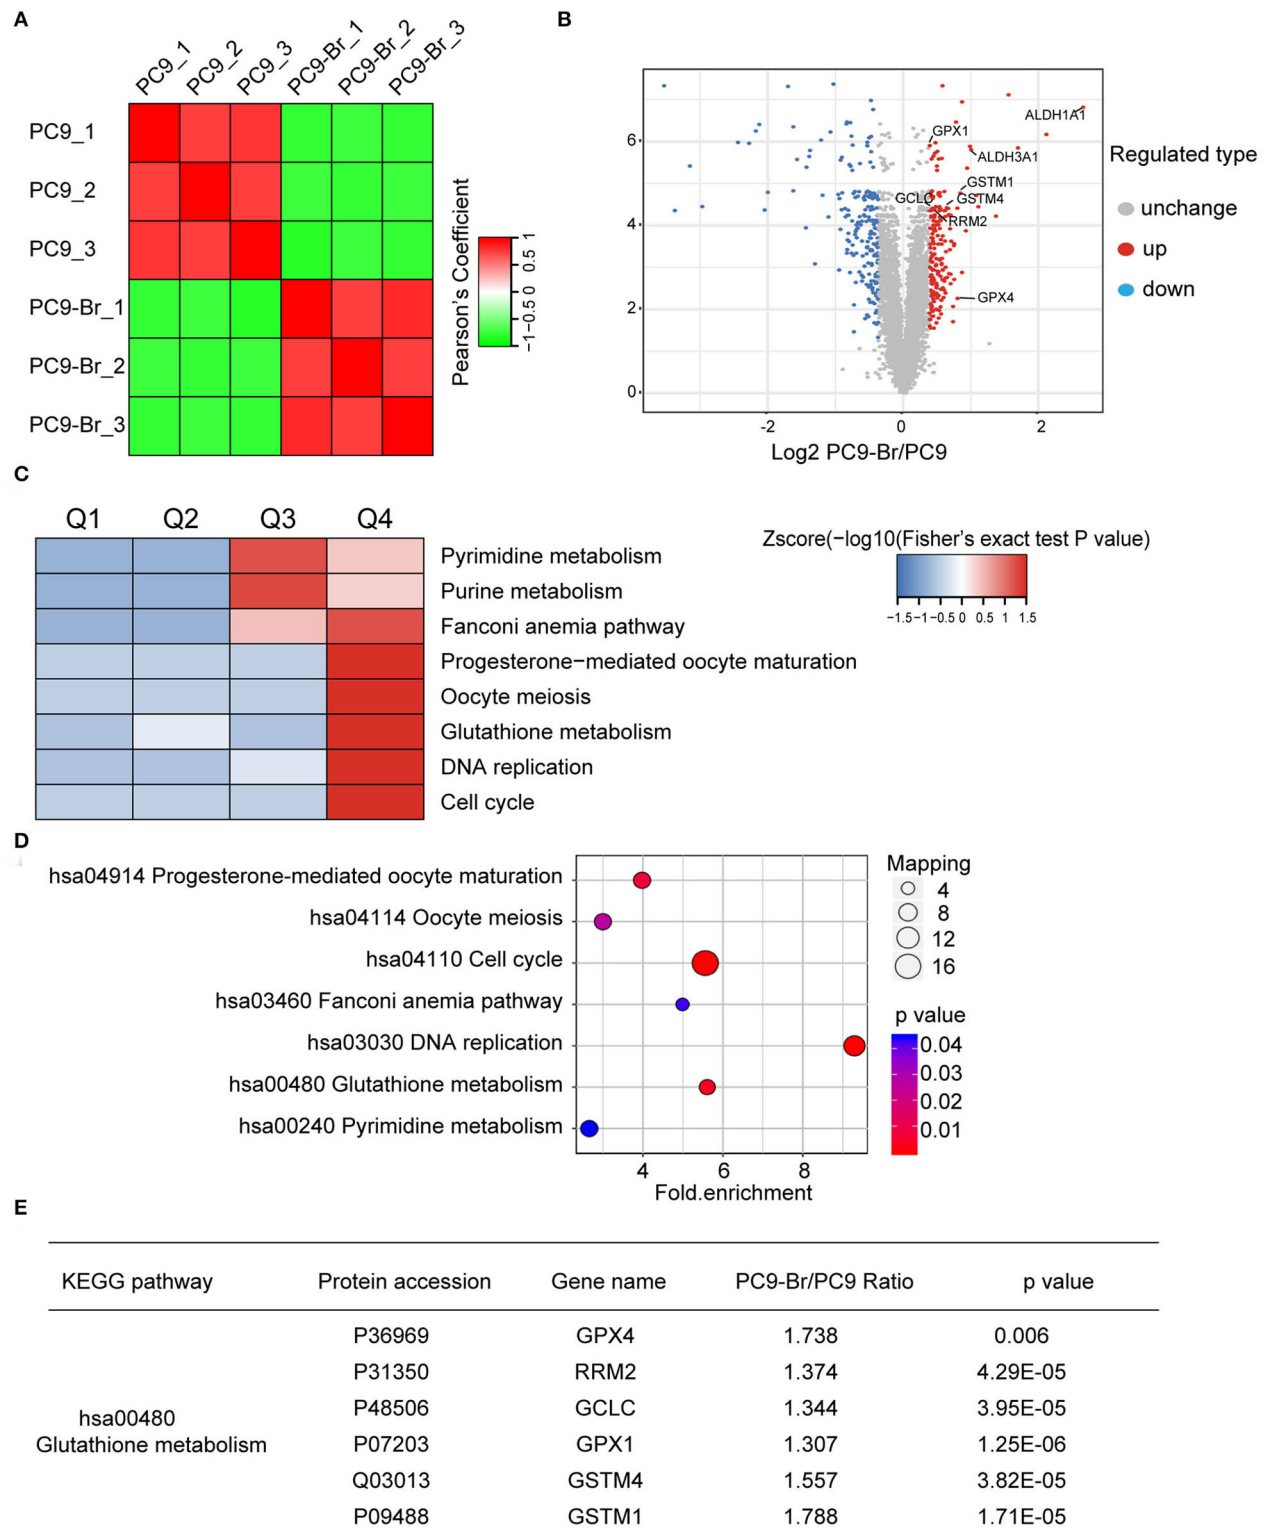 A
PC9_1 PC9_2 PC9_3 PC9-Br_1 PC9-Br_2 PC9-Br_3
PC9_1
PC9_2
PC9_3
PC9-Br_1
PC9-Br_2
PC9-Br_3
Pearson's Coefficient
−1 −0.5 0 0.5 1
B
6
4
2
0
ALDH1A1
GPX1
ALDH3A1
GSTM1
GCLC
GSTM4
RRM2
GPX4
-2 0 2
Log2 PC9-Br/PC9
Regulated type
unchange
up
down
C
Q1 Q2 Q3 Q4
Pyrimidine metabolism
Purine metabolism
Fanconi anemia pathway
Progesterone−mediated oocyte maturation
Oocyte meiosis
Glutathione metabolism
DNA replication
Cell cycle
Zscore(−log10(Fisher's exact test P value)
−1.5 −1 −0.5 0 0.5 1 1.5
D
hsa04914 Progesterone-mediated oocyte maturation
hsa04114 Oocyte meiosis
hsa04110 Cell cycle
hsa03460 Fanconi anemia pathway
hsa03030 DNA replication
hsa00480 Glutathione metabolism
hsa00240 Pyrimidine metabolism
4 6 8
Fold.enrichment
Mapping
4
8
12
16
p value
0.04
0.03
0.02
0.01
E
KEGG pathway Protein accession Gene name PC9-Br/PC9 Ratio p value
P36969 GPX4 1.738 0.006
P31350 RRM2 1.374 4.29E-05
P48506 GCLC 1.344 3.95E-05
hsa00480
Glutathione metabolism
P07203 GPX1 1.307 1.25E-06
Q03013 GSTM4 1.557 3.82E-05
P09488 GSTM1 1.788 1.71E-05